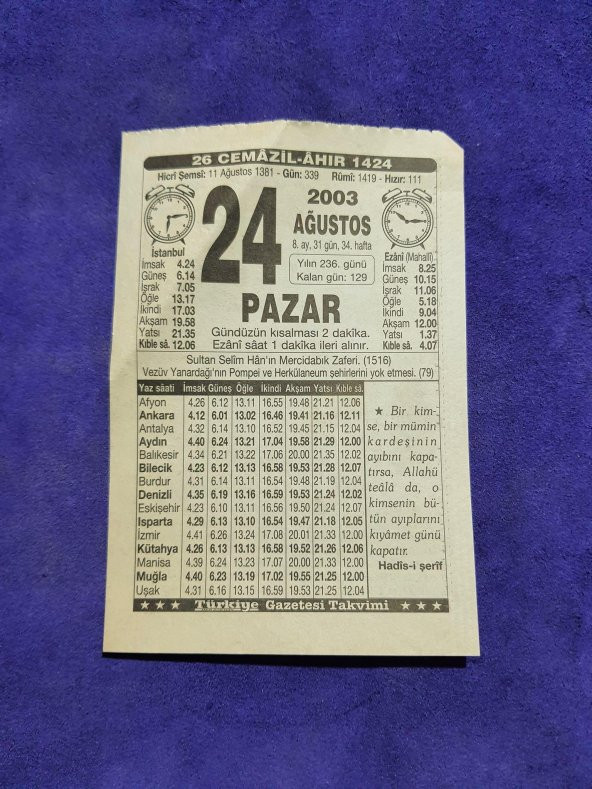 26 CEMÂZİL-ÂHIR 1424
Hicrî Şemsî: 11 Ağustos 1381 - Gün: 339 Rûmî: 1419 - Hızır: 111
24
2003
AĞUSTOS
8. ay, 31 gün, 34. hafta
Yılın 236. günü
Kalan gün: 129
PAZAR
Gündüzün kısalması 2 dakîka.
Ezânî sâat 1 dakîka ileri alınır.
İstanbul
İmsak 4.24
Güneş 6.14
İşrak 7.05
Öğle 13.17
İkindi 17.03
Akşam 19.58
Yatsı 21.35
Kıble sâ. 12.06
Ezânî (Mahallî)
İmsak 8.25
Güneş 10.15
İşrak 11.06
Öğle 5.18
İkindi 9.04
Akşam 12.00
Yatsı 1.37
Kıble sâ. 4.07
Sultan Selîm Hân'ın Mercidabık Zaferi. (1516)
Vezüv Yanardağı'nın Pompei ve Herkülaneum şehirlerini yok etmesi. (79)
Yaz sâati İmsak Güneş Öğle İkindi Akşam Yatsı Kıble sâ.
Afyon 4.26 6.12 13.11 16.55 19.48 21.21 12.06
Ankara 4.12 6.01 13.02 16.46 19.41 21.16 12.11
Antalya 4.32 6.14 13.10 16.52 19.45 21.15 12.04
Aydın 4.40 6.24 13.21 17.04 19.58 21.29 12.00
Balıkesir 4.34 6.21 13.22 17.06 20.00 21.35 12.02
Bilecik 4.23 6.12 13.13 16.58 19.53 21.28 12.07
Burdur 4.31 6.14 13.11 16.54 19.48 21.19 12.04
Denizli 4.35 6.19 13.16 16.59 19.53 21.24 12.02
Eskişehir 4.23 6.10 13.11 16.56 19.50 21.24 12.07
Isparta 4.29 6.13 13.10 16.54 19.47 21.18 12.05
İzmir 4.41 6.26 13.24 17.08 20.01 21.33 12.00
Kütahya 4.26 6.13 13.13 16.58 19.52 21.26 12.06
Manisa 4.39 6.24 13.23 17.07 20.00 21.33 12.00
Muğla 4.40 6.23 13.19 17.02 19.55 21.25 12.00
Uşak 4.31 6.16 13.15 16.59 19.53 21.25 12.04
★ Bir kim-
se, bir mümin
kardeşinin
ayıbını kapa-
tırsa, Allahü
teâlâ da, o
kimsenin bü-
tün ayıplarını
kıyâmet günü
kapatır.
Hadîs-i şerîf
★ ★ ★ Türkiye Gazetesi Takvimi ★ ★ ★